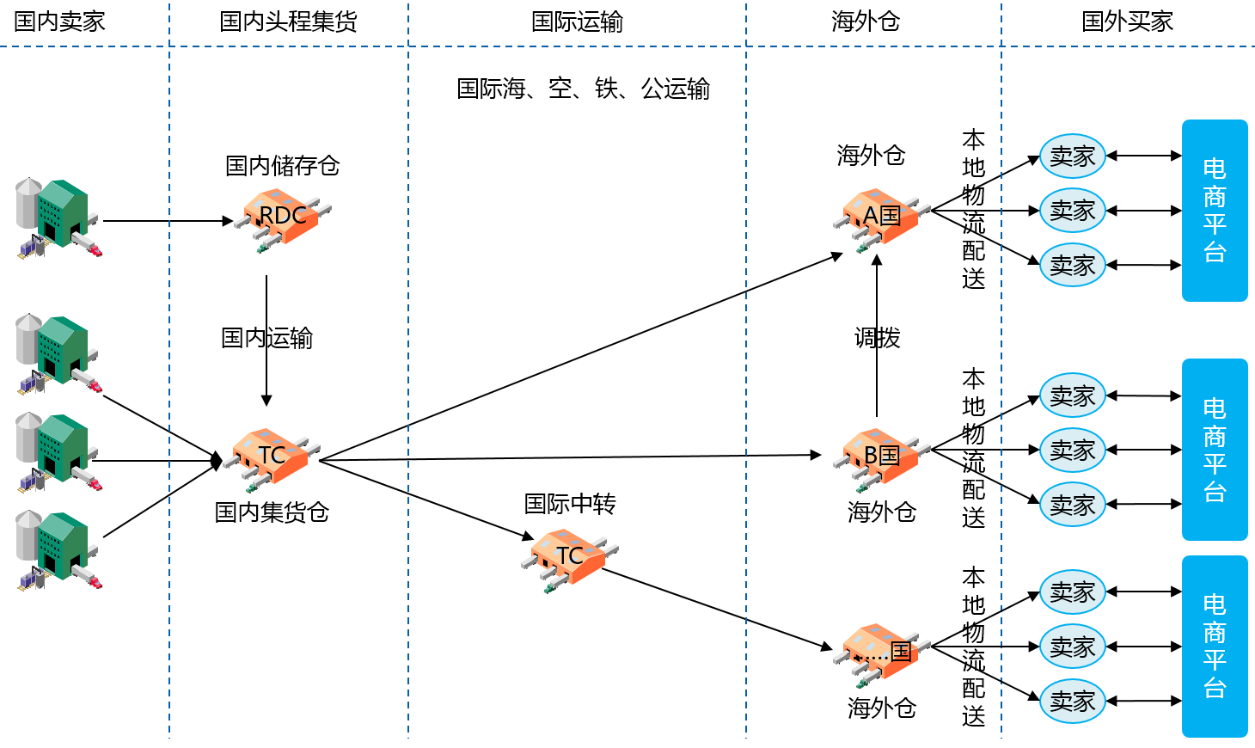 国内卖家
国内头程集货
国际运输
海外仓
国外买家
国际海、空、铁、公运输
国内储存仓
RDC
国内运输
TC
国内集货仓
国际中转
TC
海外仓
A国
调拨
B国
海外仓
……国
海外仓
本地物流配送
卖家
卖家
卖家
电商平台
本地物流配送
卖家
卖家
卖家
电商平台
本地物流配送
卖家
卖家
卖家
电商平台